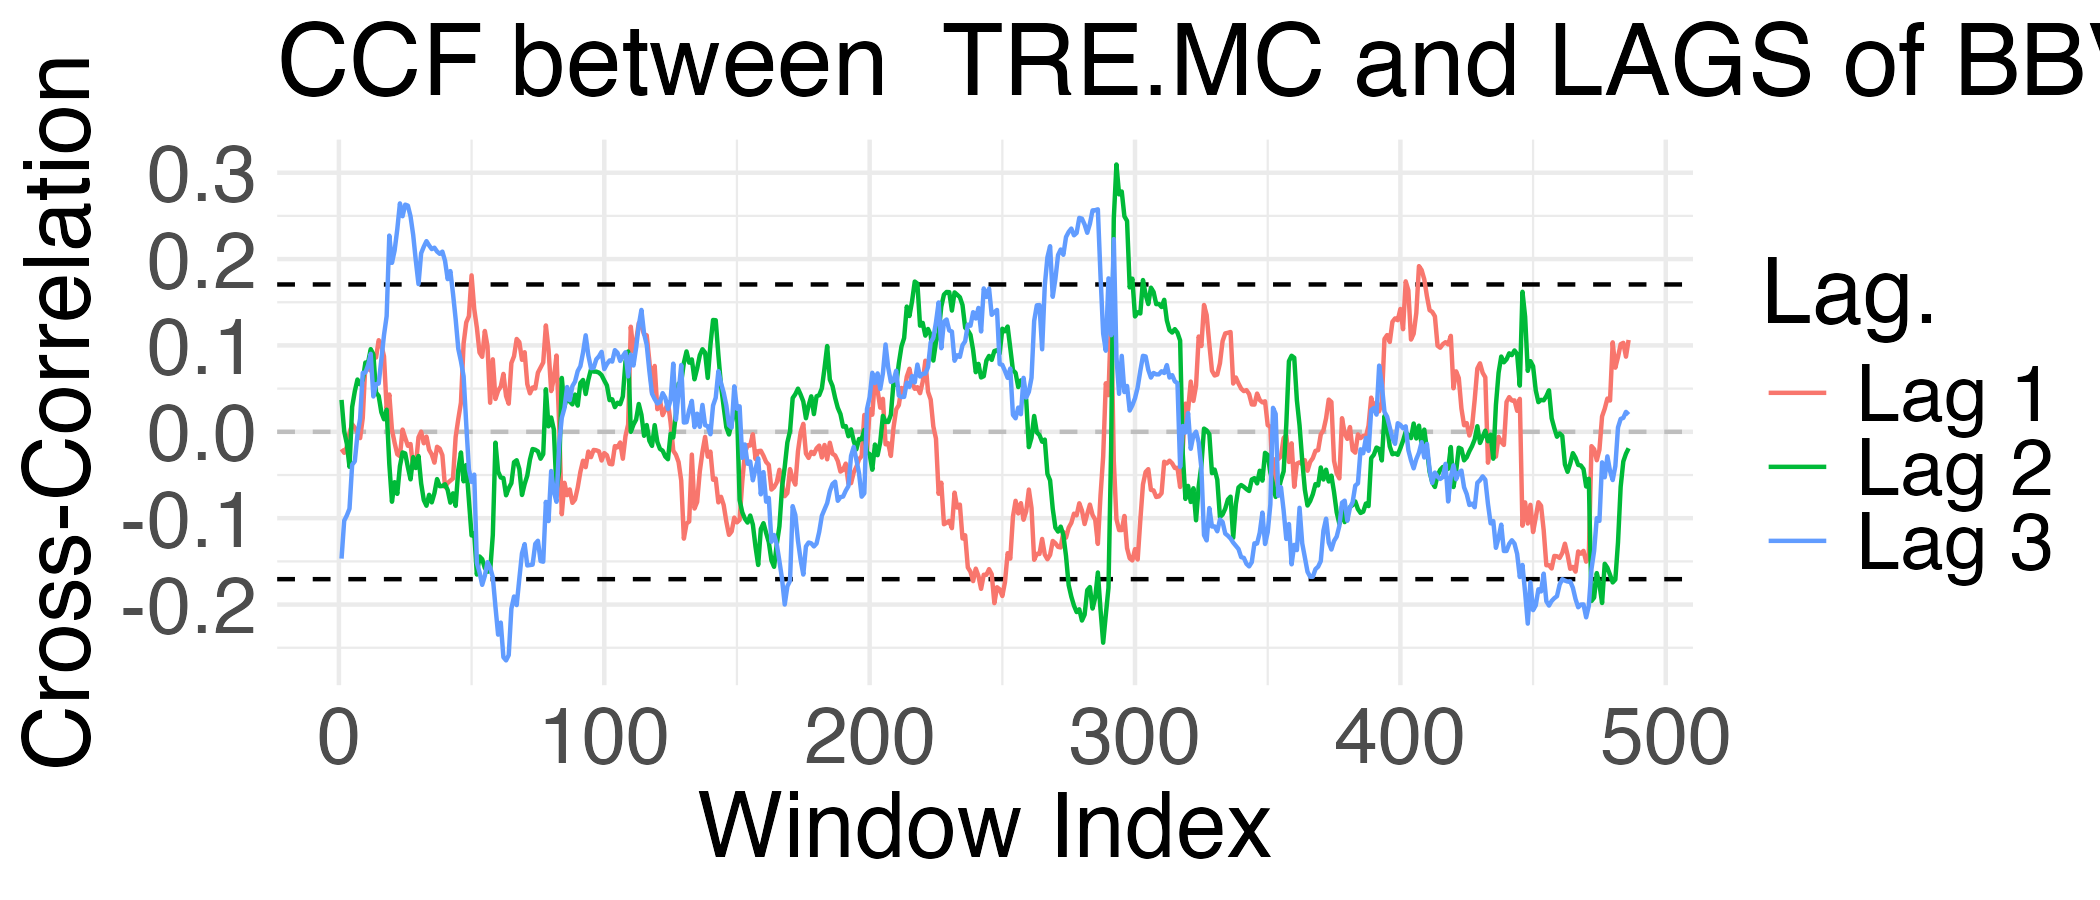 CCF between TRE.MC and LAGS of BBV
Cross-Correlation
0.3
0.2
0.1
0.0
-0.1
-0.2
0 100 200 300 400 500
Window Index
Lag.
Lag 1
Lag 2
Lag 3